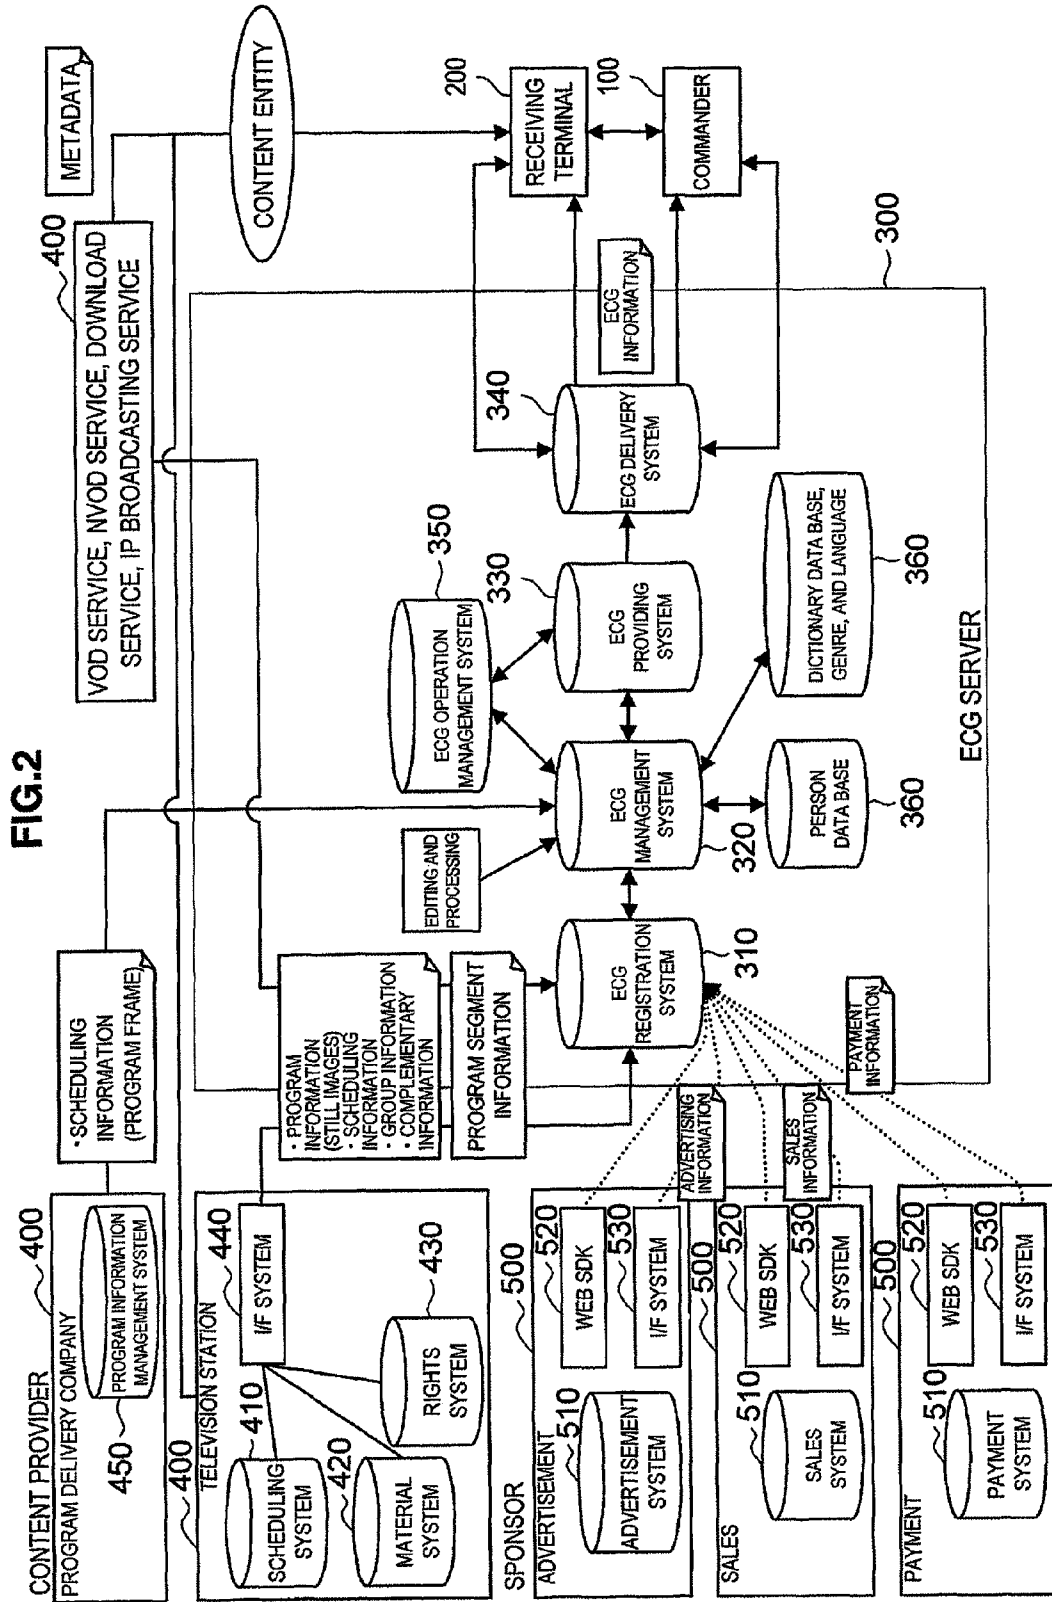 FIG.2
CONTENT PROVIDER
PROGRAM DELIVERY COMPANY
400
450
PROGRAM INFORMATION
MANAGEMENT SYSTEM
・SCHEDULING
INFORMATION
(PROGRAM FRAME)
400
VOD SERVICE, NVOD SERVICE, DOWNLOAD
SERVICE, IP BROADCASTING SERVICE
METADATA
CONTENT ENTITY
400
TELEVISION STATION
410
SCHEDULING
SYSTEM
420
MATERIAL
SYSTEM
430
RIGHTS
SYSTEM
440
I/F SYSTEM
・PROGRAM
INFORMATION
(STILL IMAGES)
・SCHEDULING
INFORMATION
・GROUP INFORMATION
・COMPLEMENTARY
INFORMATION
PROGRAM SEGMENT
INFORMATION
EDITING AND
PROCESSING
350
ECG OPERATION
MANAGEMENT SYSTEM
ECG
REGISTRATION
SYSTEM
310
ECG
MANAGEMENT
SYSTEM
320
330
ECG
PROVIDING
SYSTEM
340
ECG DELIVERY
SYSTEM
ECG
INFORMATION
200
RECEIVING
TERMINAL
100
COMMANDER
PERSON
DATA BASE
360
DICTIONARY DATA BASE,
GENRE, AND LANGUAGE
360
300
ECG SERVER
SPONSOR
500
ADVERTISEMENT
510
ADVERTISEMENT
SYSTEM
520
WEB SDK
530
I/F SYSTEM
ADVERTISING
INFORMATION
500
SALES
510
SALES
SYSTEM
520
WEB SDK
530
I/F SYSTEM
SALES
INFORMATION
500
PAYMENT
510
PAYMENT
SYSTEM
520
WEB SDK
530
I/F SYSTEM
PAYMENT
INFORMATION